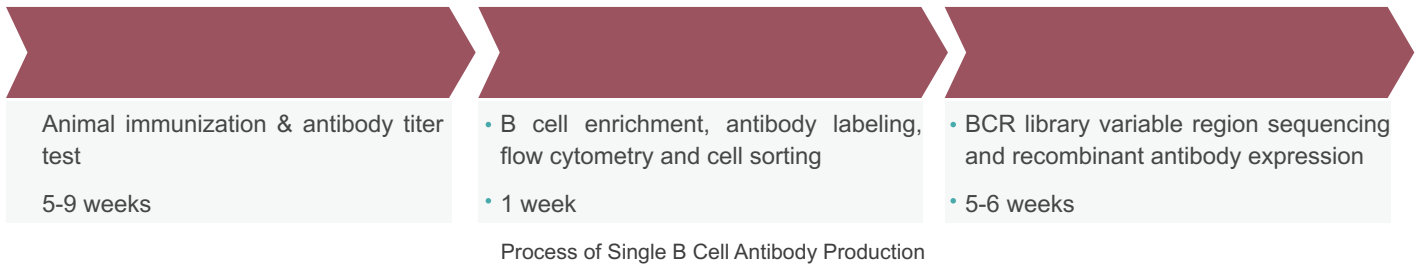 Animal immunization & antibody titer
test
5-9 weeks
• B cell enrichment, antibody labeling,
flow cytometry and cell sorting
• 1 week
• BCR library variable region sequencing
and recombinant antibody expression
• 5-6 weeks
Process of Single B Cell Antibody Production